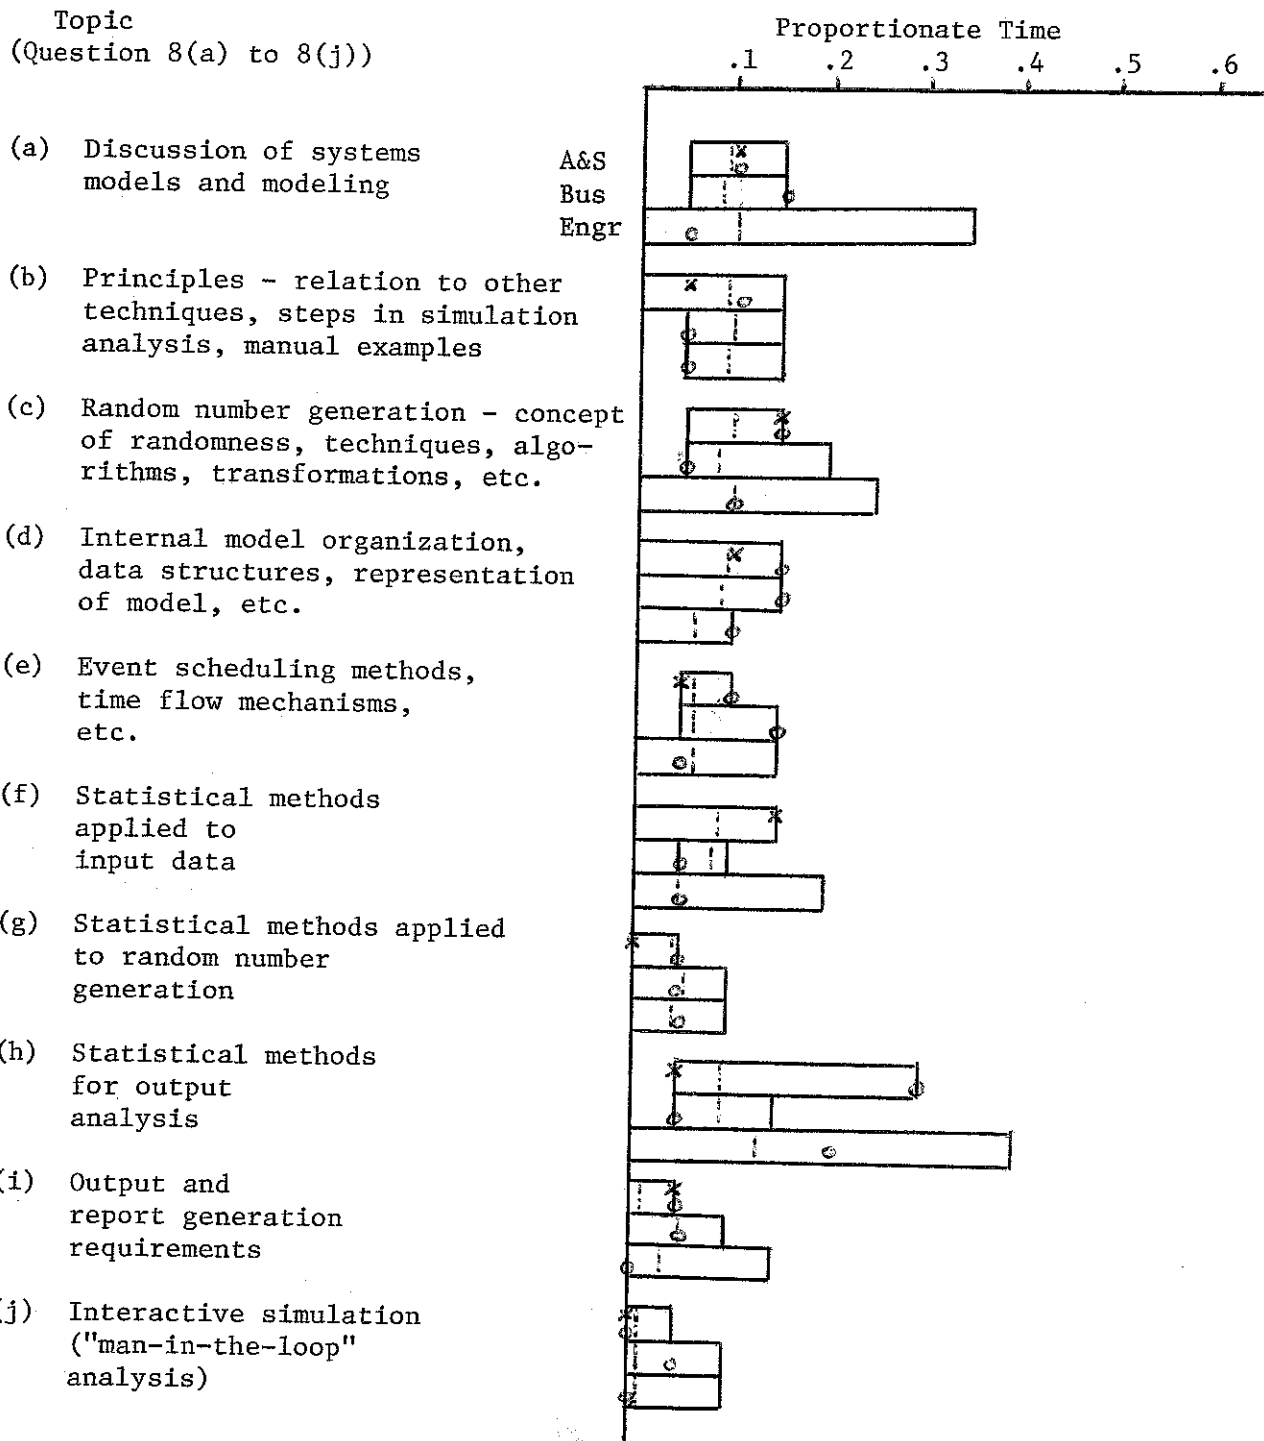 Topic
(Question 8(a) to 8(j))
Proportionate Time
.1 .2 .3 .4 .5 .6
(a) Discussion of systems
models and modeling
A&S
Bus
Engr
(b) Principles - relation to other
techniques, steps in simulation
analysis, manual examples
(c) Random number generation - concept
of randomness, techniques, algo-
rithms, transformations, etc.
(d) Internal model organization,
data structures, representation
of model, etc.
(e) Event scheduling methods,
time flow mechanisms,
etc.
(f) Statistical methods
applied to
input data
(g) Statistical methods applied
to random number
generation
(h) Statistical methods
for output
analysis
(i) Output and
report generation
requirements
(j) Interactive simulation
("man-in-the-loop"
analysis)